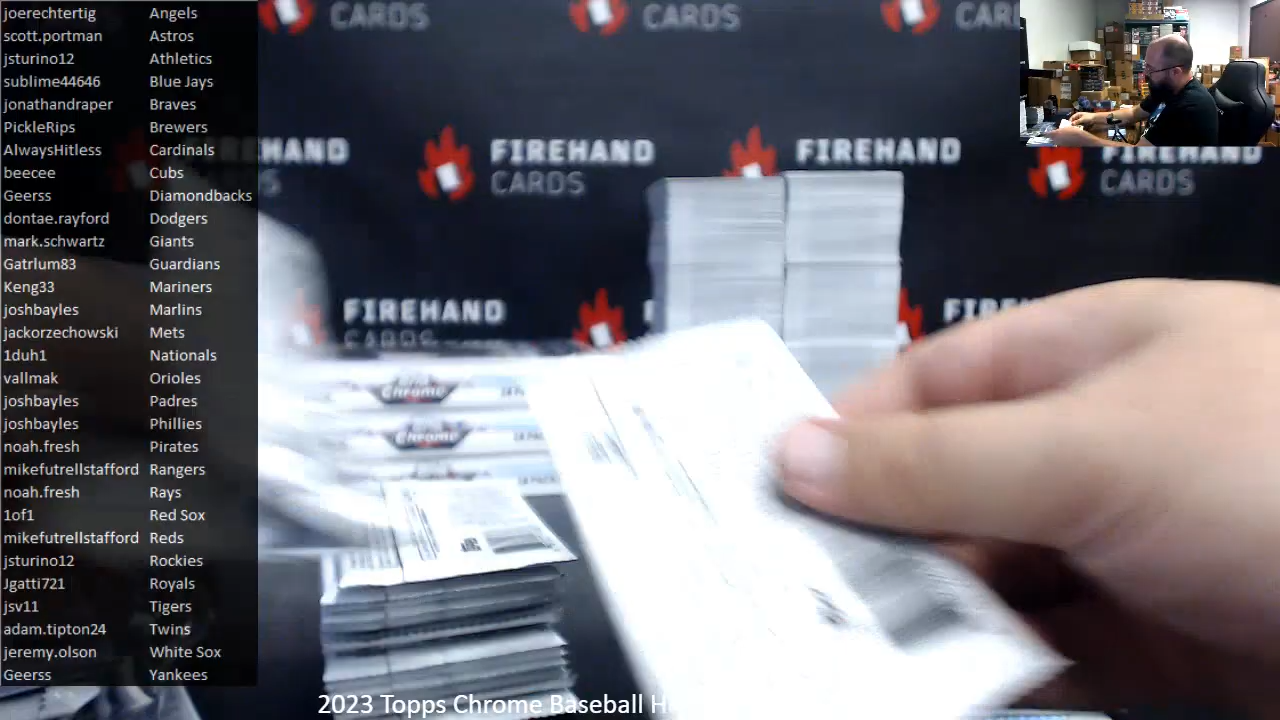 joerechtertig Angels
scott.portman Astros
jsturino12 Athletics
sublime44646 Blue Jays
jonathandraper Braves
PickleRips Brewers
AlwaysHitless Cardinals
beecee Cubs
Geerss Diamondbacks
dontae.rayford Dodgers
mark.schwartz Giants
Gatrlum83 Guardians
Keng33 Mariners
joshbayles Marlins
jackorzechowski Mets
1duh1 Nationals
vallmak Orioles
joshbayles Padres
joshbayles Phillies
noah.fresh Pirates
mikefutrellstafford Rangers
noah.fresh Rays
1of1 Red Sox
mikefutrellstafford Reds
jsturino12 Rockies
Jgatti721 Royals
jsv11 Tigers
adam.tipton24 Twins
jeremy.olson White Sox
Geerss Yankees
CARDS
CARDS
FIREHAND
CARDS
FIREHAND
FIREHAND
CARDS
FIREHAND
CARDS
Chrome
Chrome
2023 Topps Chrome Baseball